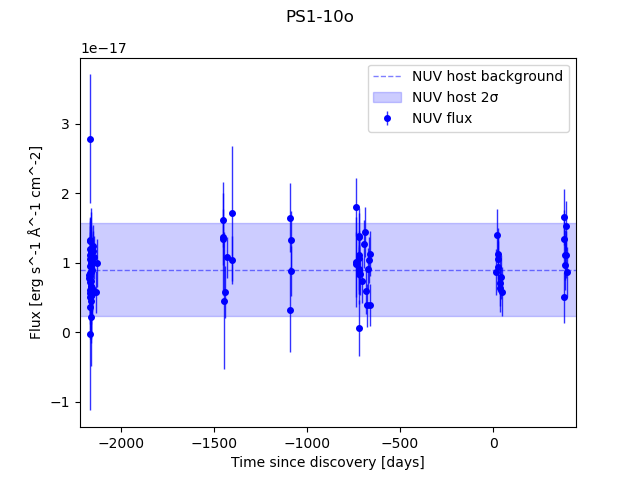 PS1-10o
1e−17
NUV host background
NUV host 2σ
NUV flux
3
2
1
0
−1
Flux [erg s^-1 Å^-1 cm^-2]
−2000 −1500 −1000 −500 0
Time since discovery [days]